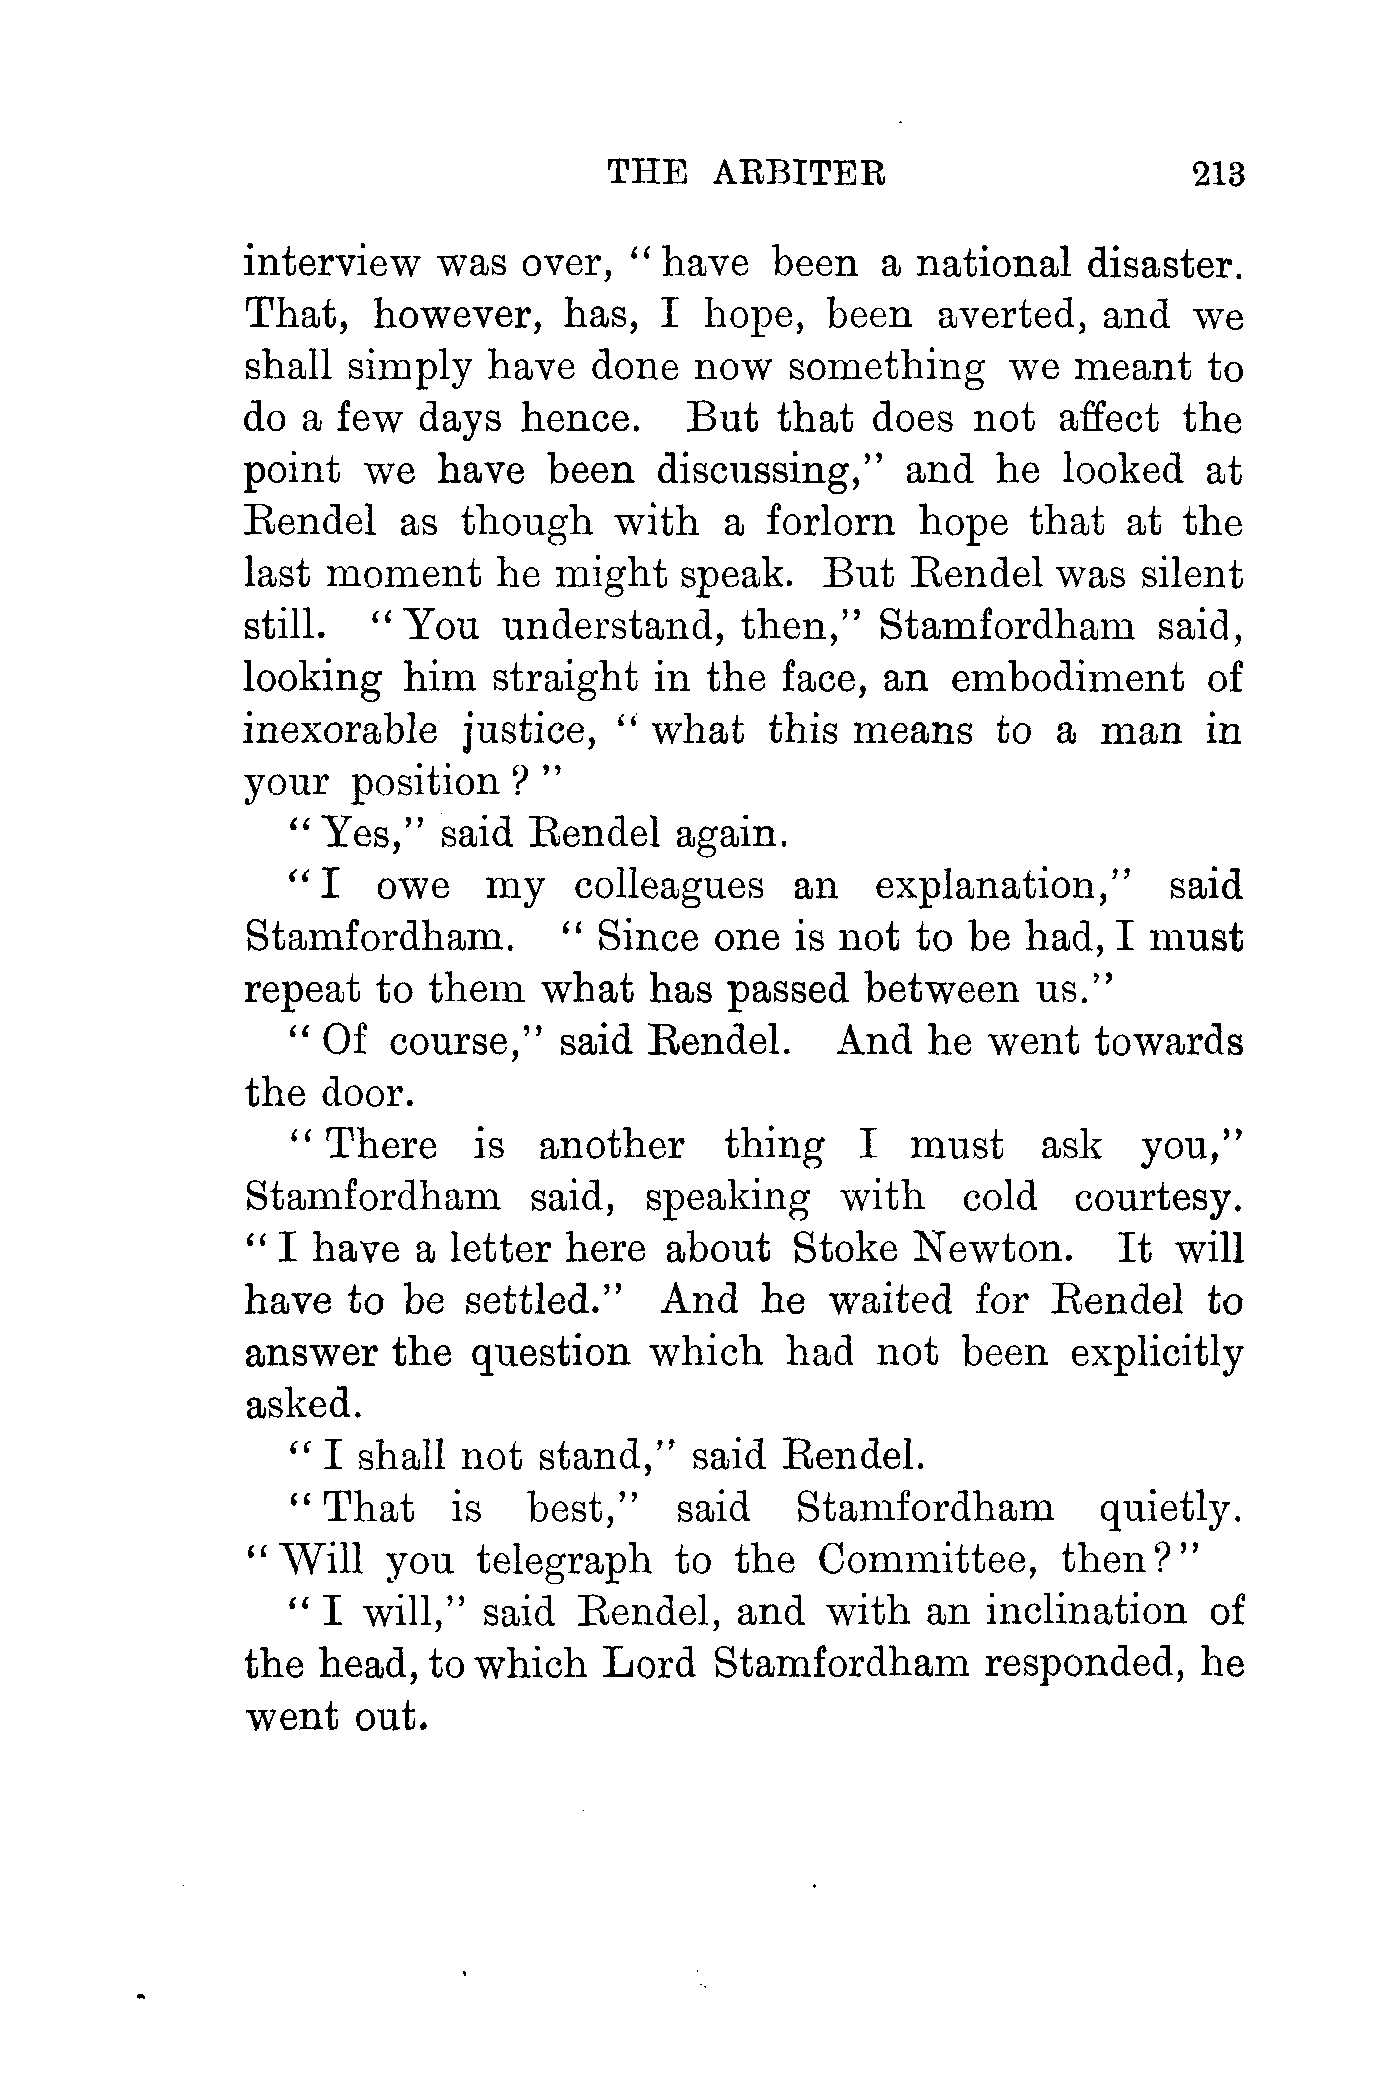 THE ARBITER 213
interview was over, "have been a national disaster.
That, however, has, I hope, been averted, and we
shall simply have done now something we meant to
do a few days hence. But that does not affect the
point we have been discussing," and he looked at
Rendel as though with a forlorn hope that at the
last moment he might speak. But Rendel was silent
still. "You understand, then," Stamfordham said,
looking him straight in the face, an embodiment of
inexorable justice, "what this means to a man in
your position?"
"Yes," said Rendel again.
"I owe my colleagues an explanation," said
Stamfordham. "Since one is not to be had, I must
repeat to them what has passed between us."
"Of course," said Rendel. And he went towards
the door.
"There is another thing I must ask you,"
Stamfordham said, speaking with cold courtesy.
"I have a letter here about Stoke Newton. It will
have to be settled." And he waited for Rendel to
answer the question which had not been explicitly
asked.
"I shall not stand," said Rendel.
"That is best," said Stamfordham quietly.
"Will you telegraph to the Committee, then?"
"I will," said Rendel, and with an inclination of
the head, to which Lord Stamfordham responded, he
went out.